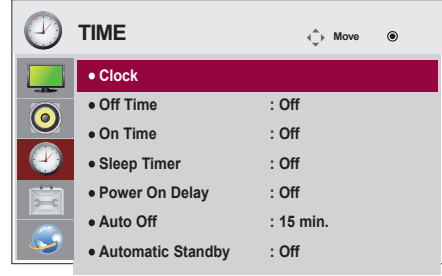 TIME Move
• Clock
• Off Time : Off
• On Time : Off
• Sleep Timer : Off
• Power On Delay : Off
• Auto Off : 15 min.
• Automatic Standby : Off